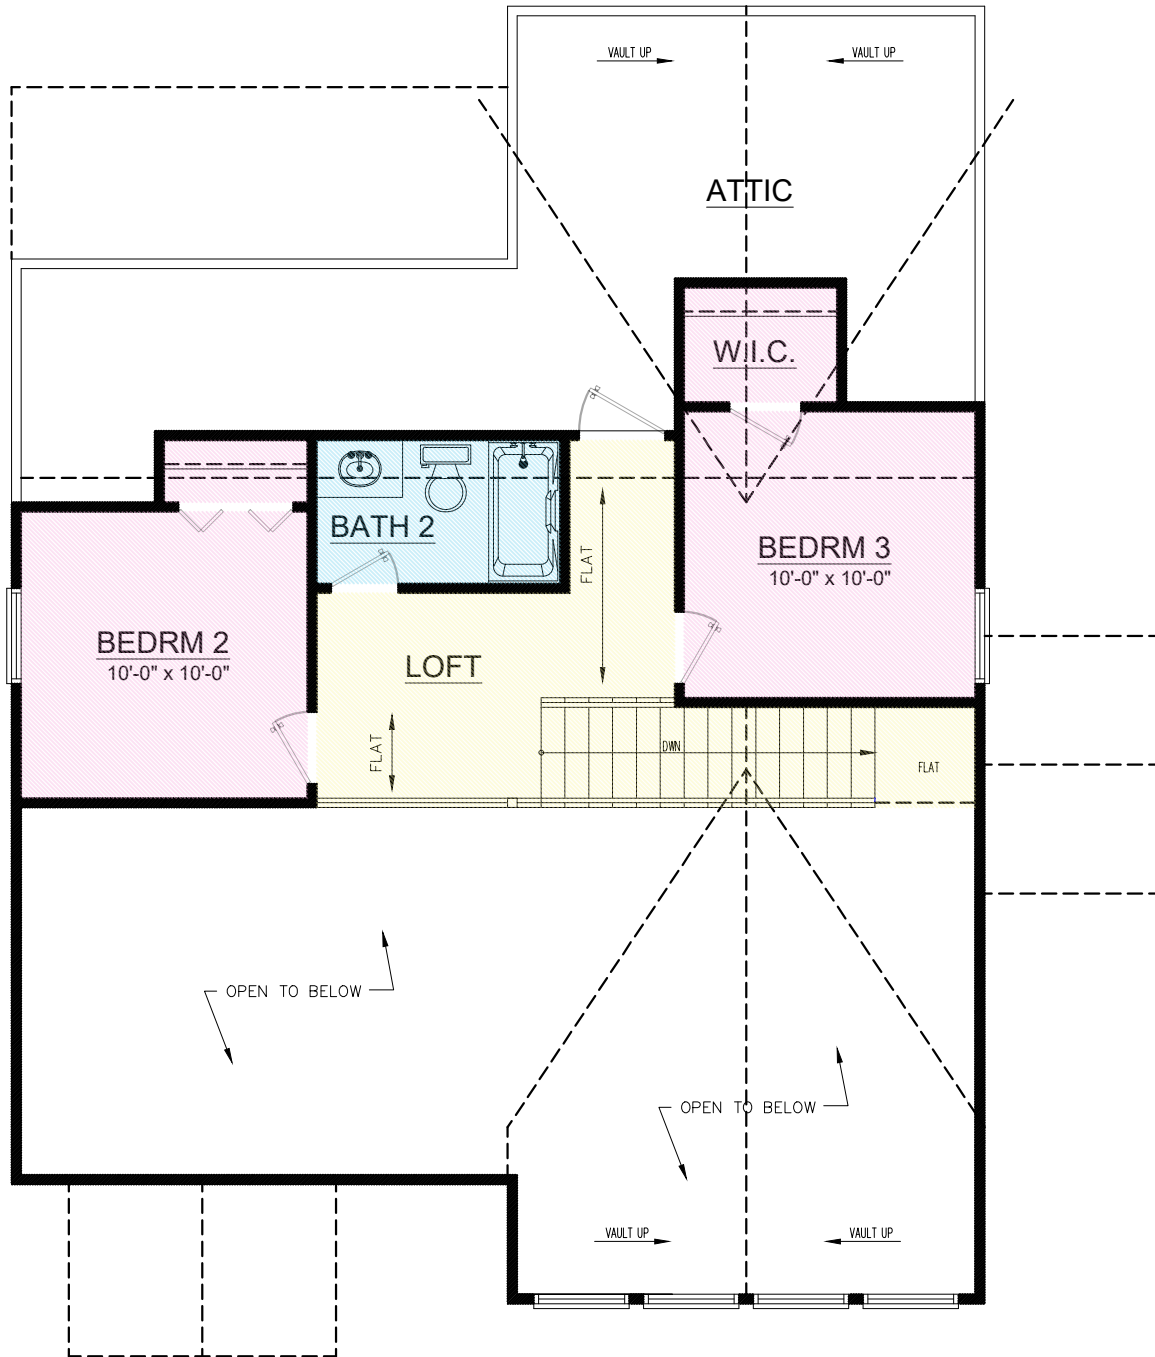 VAULT UP
VAULT UP
ATTIC
W.I.C.
BATH 2
FLAT
BEDRM 3
10'-0" x 10'-0"
BEDRM 2
10'-0" x 10'-0"
LOFT
FLAT
DWN
FLAT
OPEN TO BELOW
OPEN TO BELOW
VAULT UP
VAULT UP